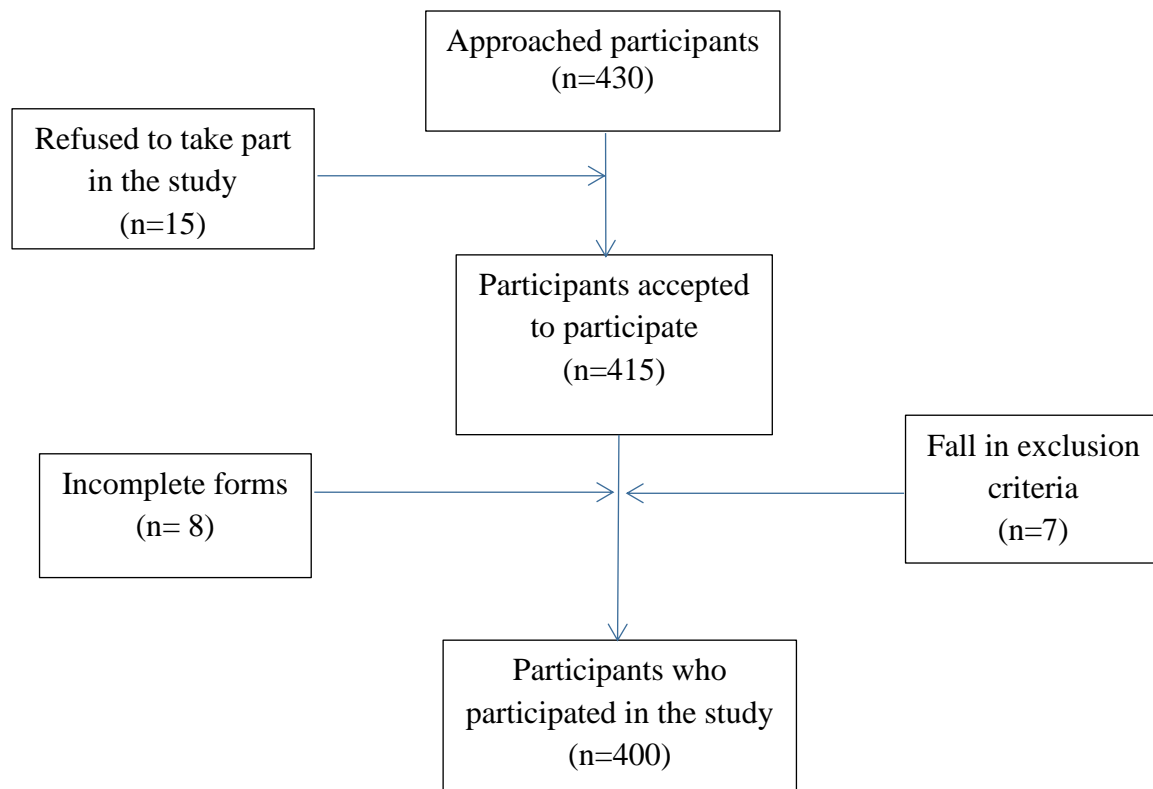 Approached participants
(n=430)
Refused to take part
in the study
(n=15)
Participants accepted
to participate
(n=415)
Incomplete forms
(n= 8)
Fall in exclusion
criteria
(n=7)
Participants who
participated in the study
(n=400)